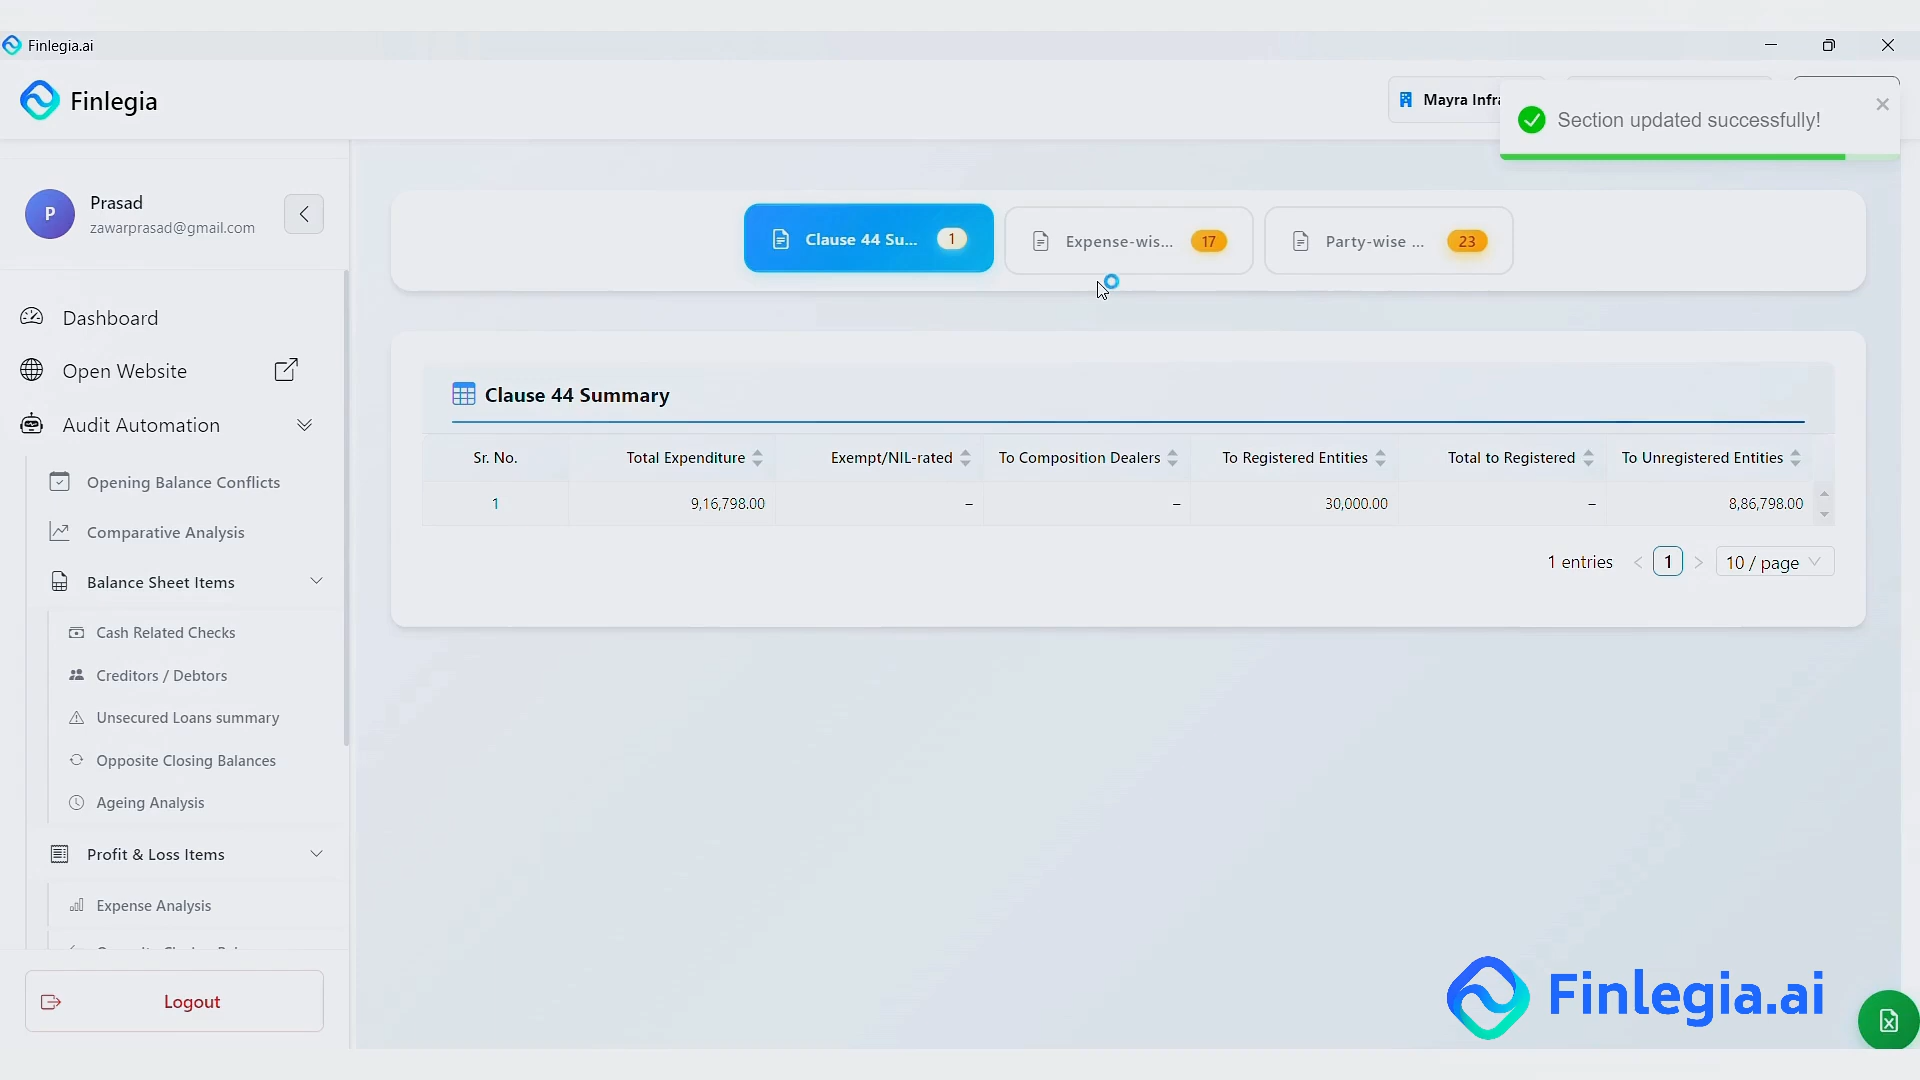 Finlegia.ai
Finlegia
Mayra Infra
Section updated successfully!
P
Prasad
zawarprasad@gmail.com
Dashboard
Open Website
Audit Automation
Opening Balance Conflicts
Comparative Analysis
Balance Sheet Items
Cash Related Checks
Creditors / Debtors
Unsecured Loans summary
Opposite Closing Balances
Ageing Analysis
Profit & Loss Items
Expense Analysis
Logout
Clause 44 Su... 1
Expense-wis... 17
Party-wise ... 23
Clause 44 Summary
Sr. No. Total Expenditure Exempt/NIL-rated To Composition Dealers To Registered Entities Total to Registered To Unregistered Entities
1 9,16,798.00 – – 30,000.00 – 8,86,798.00
1 entries < 1 > 10 / page
Finlegia.ai